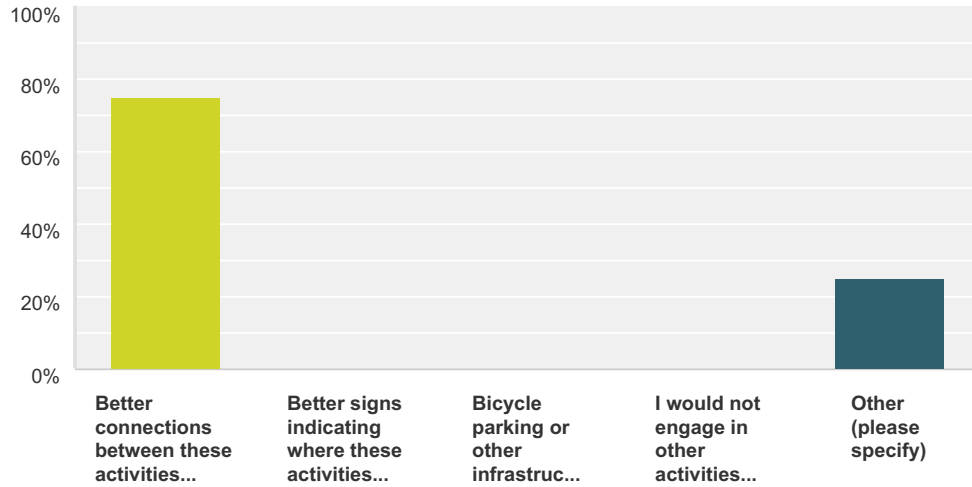 100%
80%
60%
40%
20%
0%
Better
connections
between these
activities...
Better signs
indicating
where these
activities...
Bicycle
parking or
other
infrastruc...
I would not
engage in
other
activities...
Other
(please
specify)